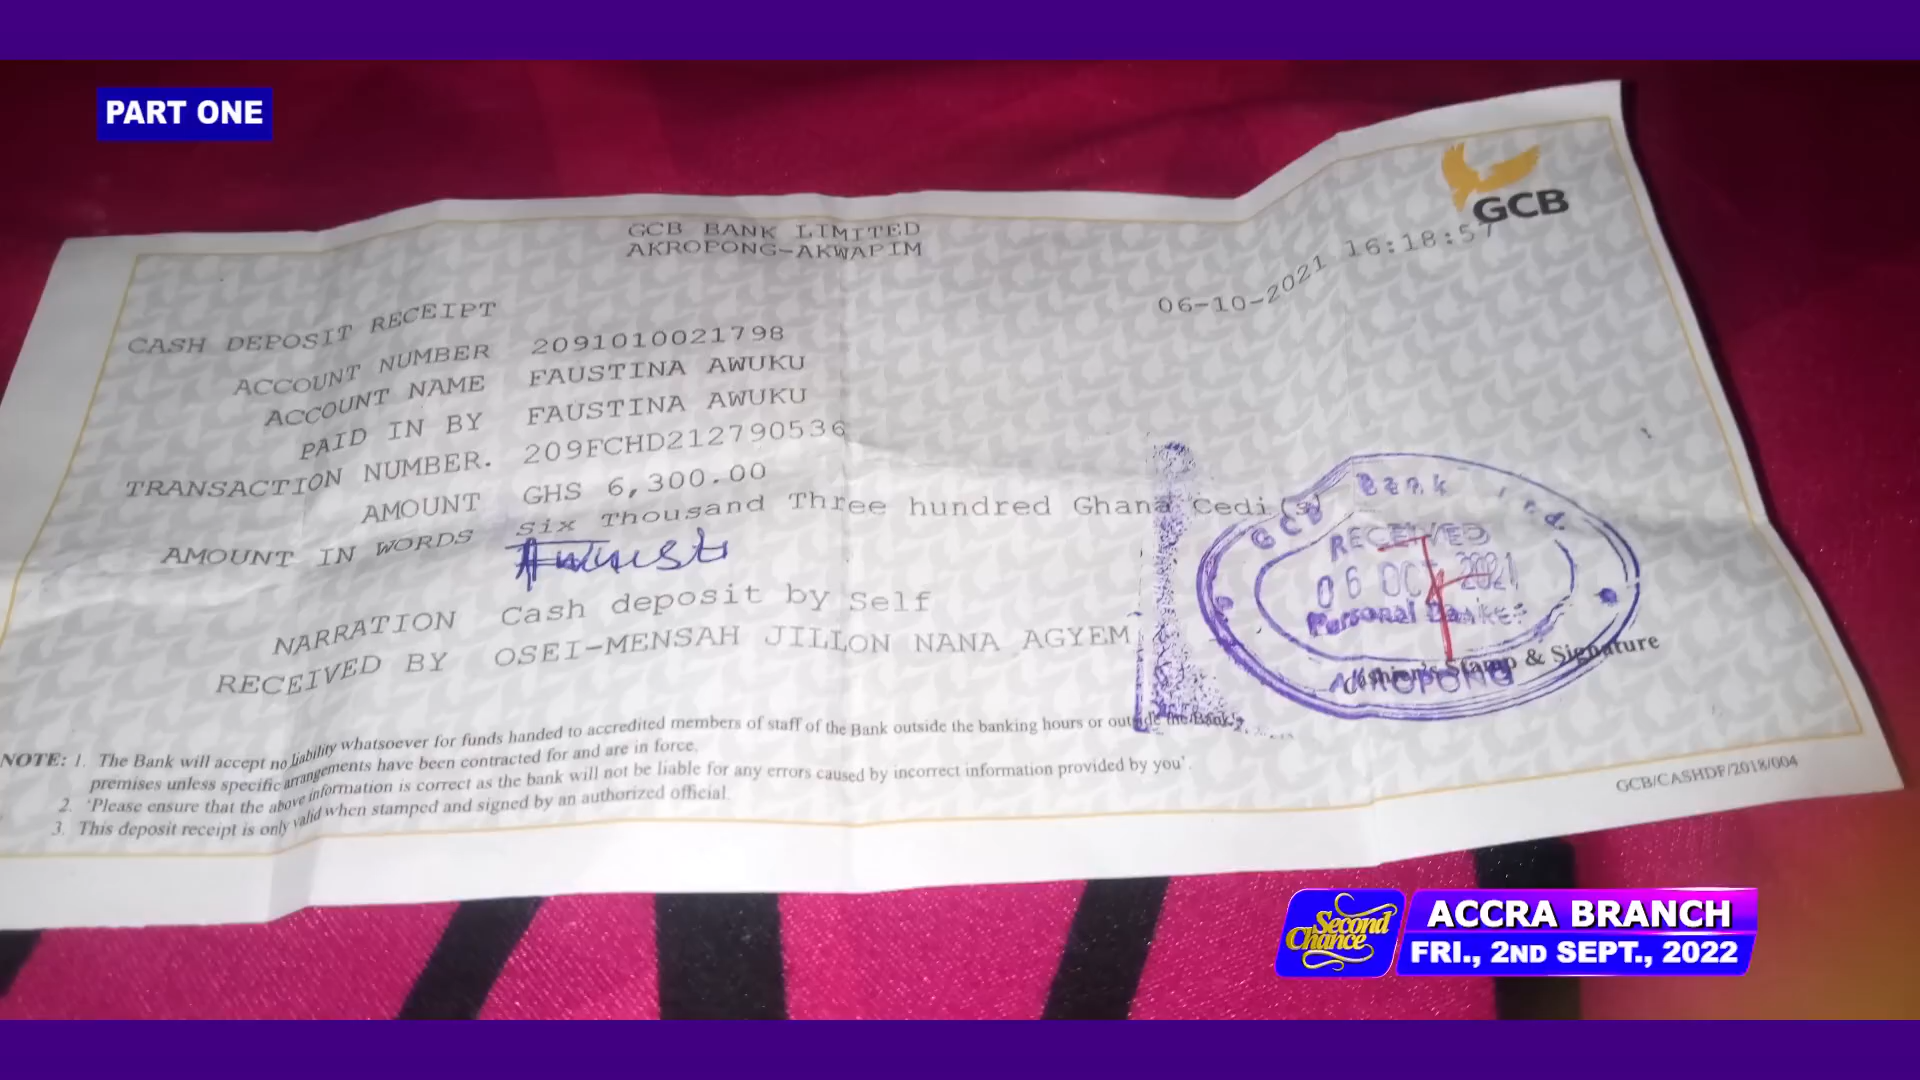 PART ONE
GCB
GCB BANK LIMITED
AKROPONG-AKWAPIM
06-10-2021 16:18:57
CASH DEPOSIT RECEIPT
ACCOUNT NUMBER 2091010021798
ACCOUNT NAME FAUSTINA AWUKU
PAID IN BY FAUSTINA AWUKU
TRANSACTION NUMBER. 209FCHD212790536
AMOUNT GHS 6,300.00
AMOUNT IN WORDS Six Thousand Three hundred Ghana Cedi(s)
NARRATION Cash deposit by Self
RECEIVED BY OSEI-MENSAH JILLON NANA AGYEM
GCB Bank Ltd.
RECEIVED
06 OCT 2021
Personal Banker
AKROPONG
Cashier's Stamp & Signature
NOTE: 1. The Bank will accept no liability whatsoever for funds handed to accredited members of staff of the Bank outside the banking hours or outside the Bank's
premises unless specific arrangements have been contracted for and are in force.
2. 'Please ensure that the above information is correct as the bank will not be liable for any errors caused by incorrect information provided by you'.
3. This deposit receipt is only valid when stamped and signed by an authorized official.
GCB/CASHDP/2018/004
Second Chance
ACCRA BRANCH
FRI., 2ND SEPT., 2022